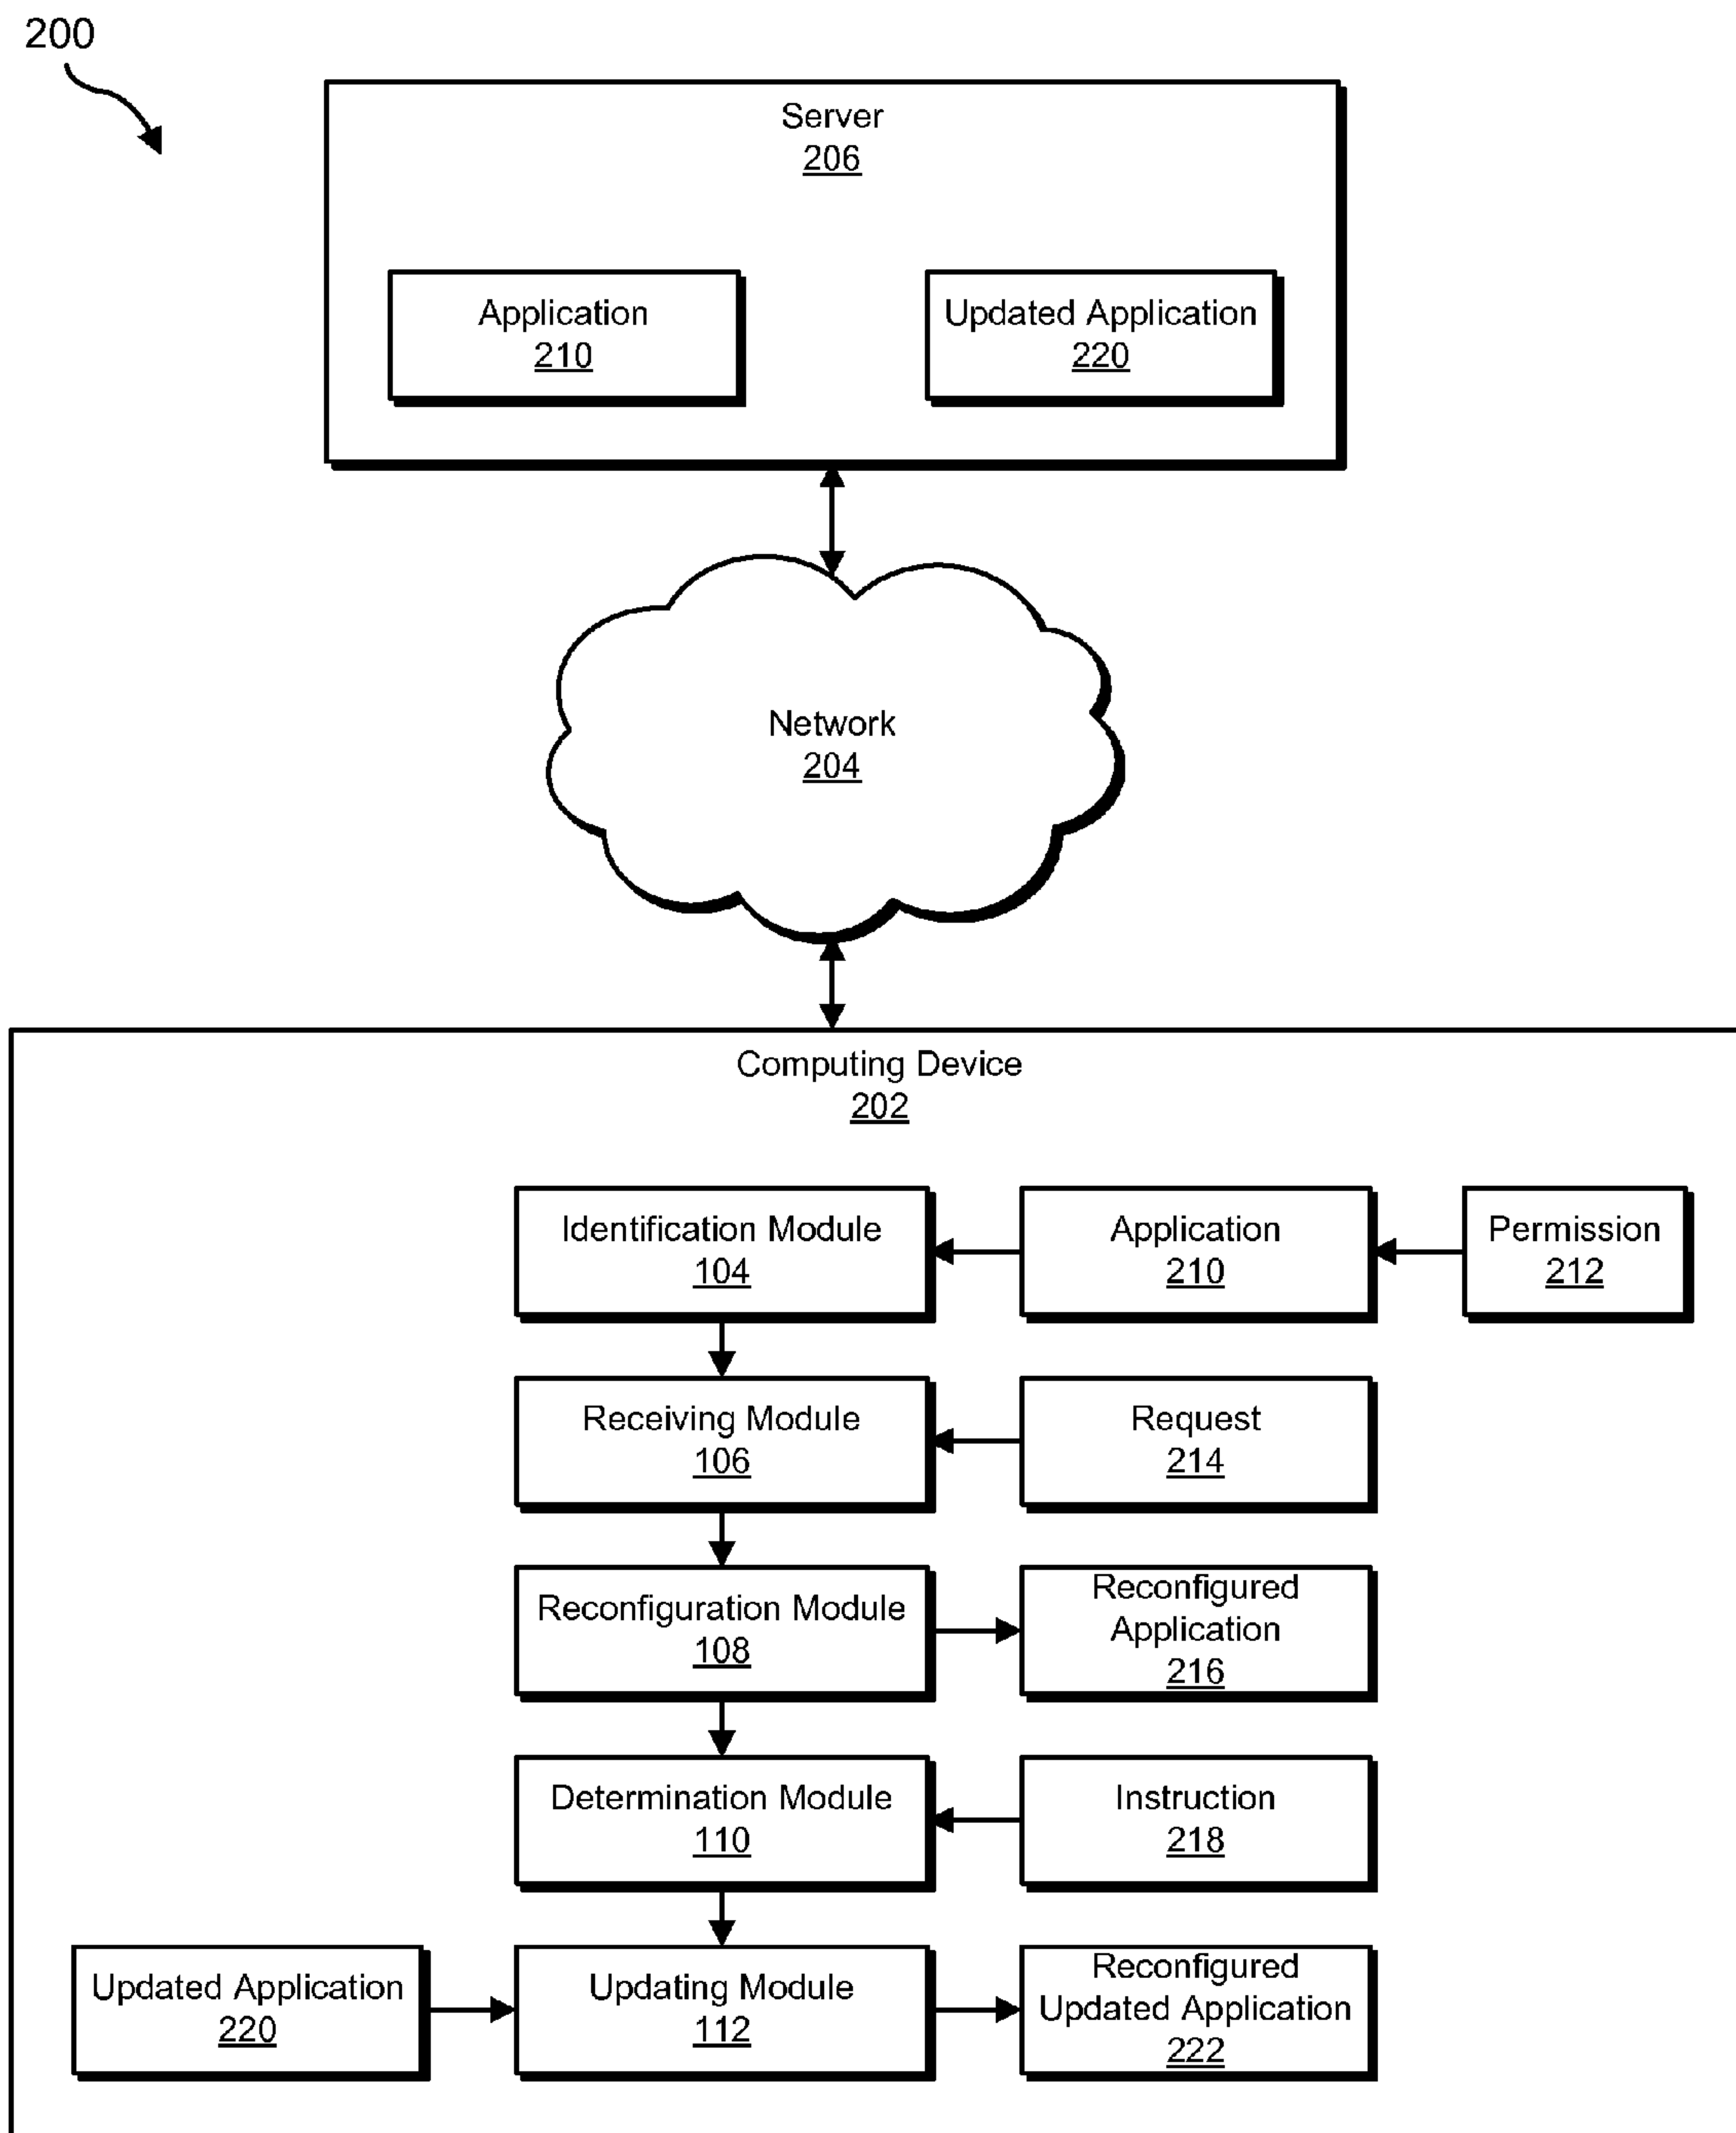 200
Server
206
Application
210
Updated Application
220
Network
204
Computing Device
202
Identification Module
104
Application
210
Permission
212
Receiving Module
106
Request
214
Reconfiguration Module
108
Reconfigured
Application
216
Determination Module
110
Instruction
218
Updated Application
220
Updating Module
112
Reconfigured
Updated Application
222